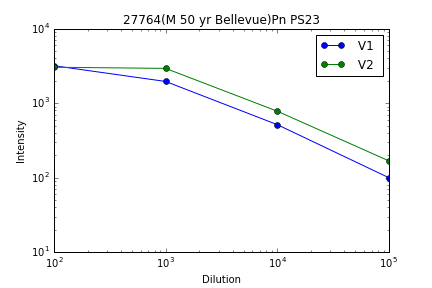 27764(M 50 yr Bellevue)Pn PS23
V1
V2
Intensity
10⁴
10³
10²
10¹
10² 10³ 10⁴ 10⁵
Dilution